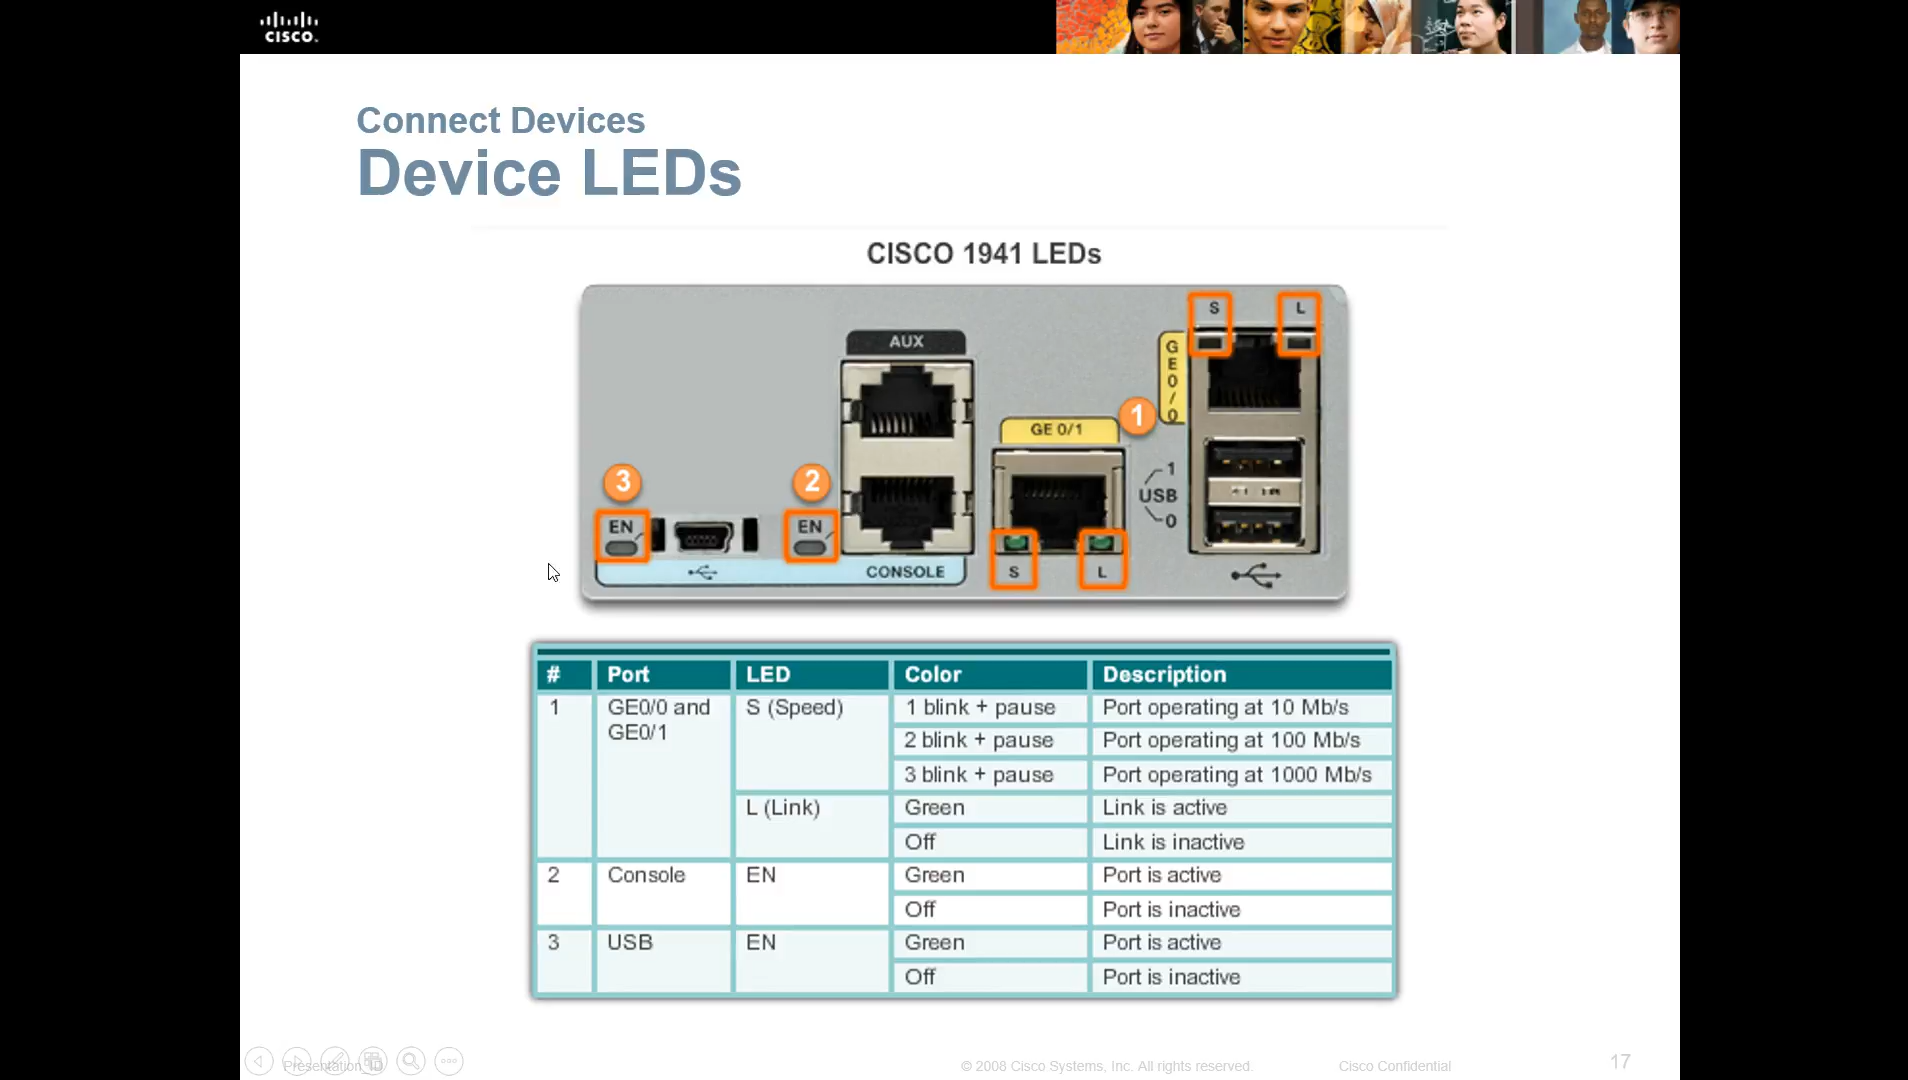 CISCO.
Connect Devices
Device LEDs
CISCO 1941 LEDs
S L
AUX
GE0/0
1
GE 0/1
3
2
1
USB
0
EN
EN
CONSOLE
S L
# Port LED Color Description
1 GE0/0 and GE0/1 S (Speed) 1 blink + pause Port operating at 10 Mb/s
2 blink + pause Port operating at 100 Mb/s
3 blink + pause Port operating at 1000 Mb/s
L (Link) Green Link is active
Off Link is inactive
2 Console EN Green Port is active
Off Port is inactive
3 USB EN Green Port is active
Off Port is inactive
Presentation_ID
© 2008 Cisco Systems, Inc. All rights reserved.
Cisco Confidential
17